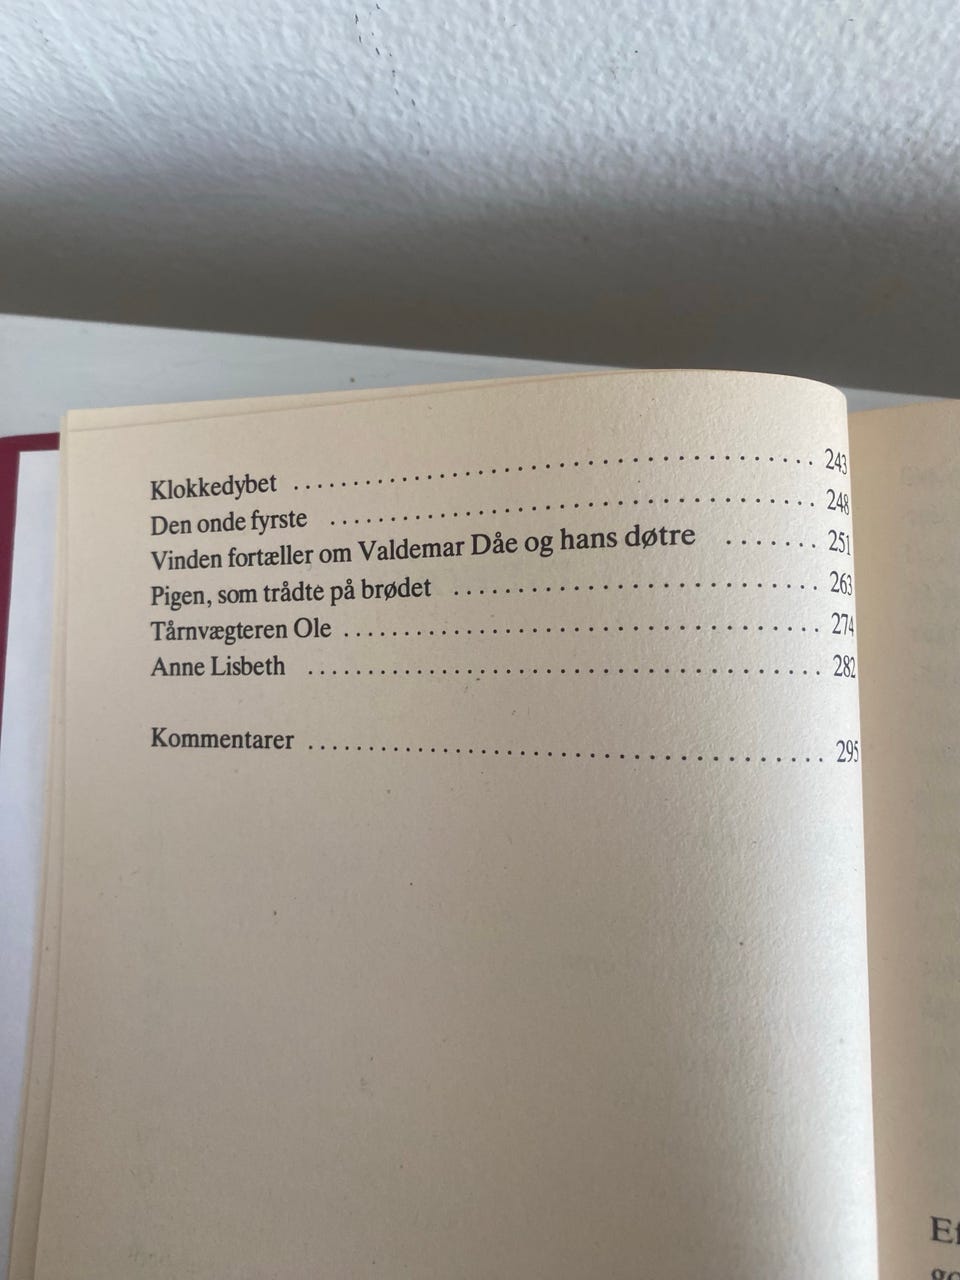 Klokkedybet ........................................ 243
Den onde fyrste ........................................ 248
Vinden fortæller om Valdemar Dåe og hans døtre ....... 251
Pigen, som trådte på brødet ............................... 263
Tårnvægteren Ole ........................................ 274
Anne Lisbeth ........................................ 282
Kommentarer ........................................ 295